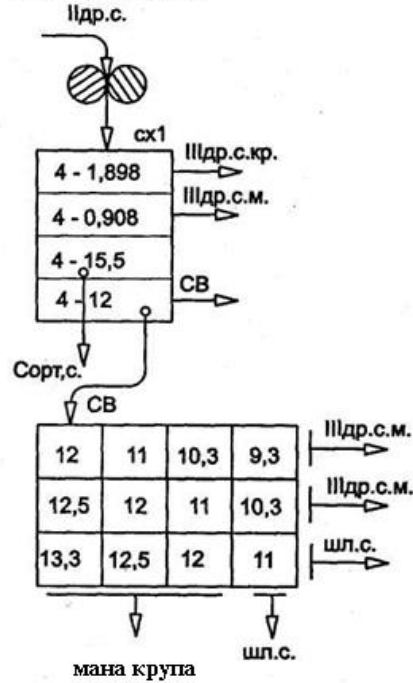 IIдр.с.
сх1
4 - 1,898
IIIдр.с.кр.
4 - 0,908
IIIдр.с.м.
4 - 15,5
4 - 12
СВ
Сорт,с.
СВ
12 11 10,3 9,3
IIIдр.с.м.
12,5 12 11 10,3
IIIдр.с.м.
13,3 12,5 12 11
шл.с.
мана крупа
шл.с.